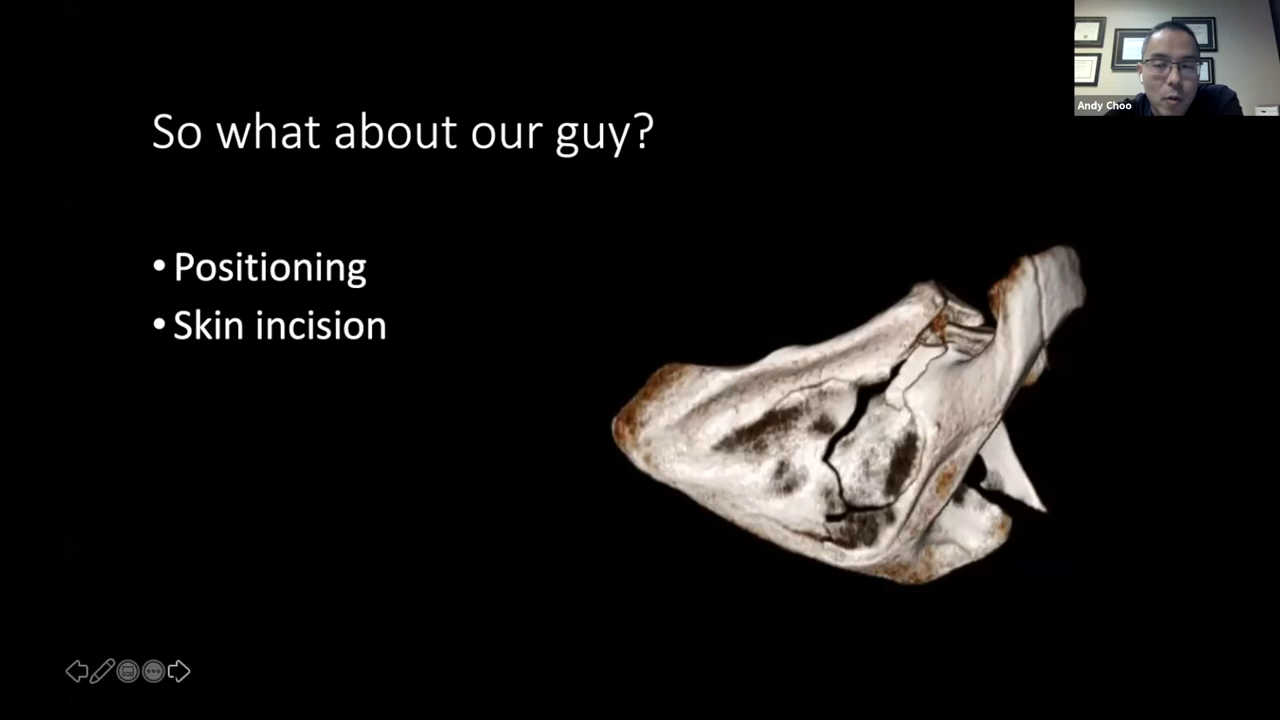 So what about our guy?
• Positioning
• Skin incision
Andy Choo